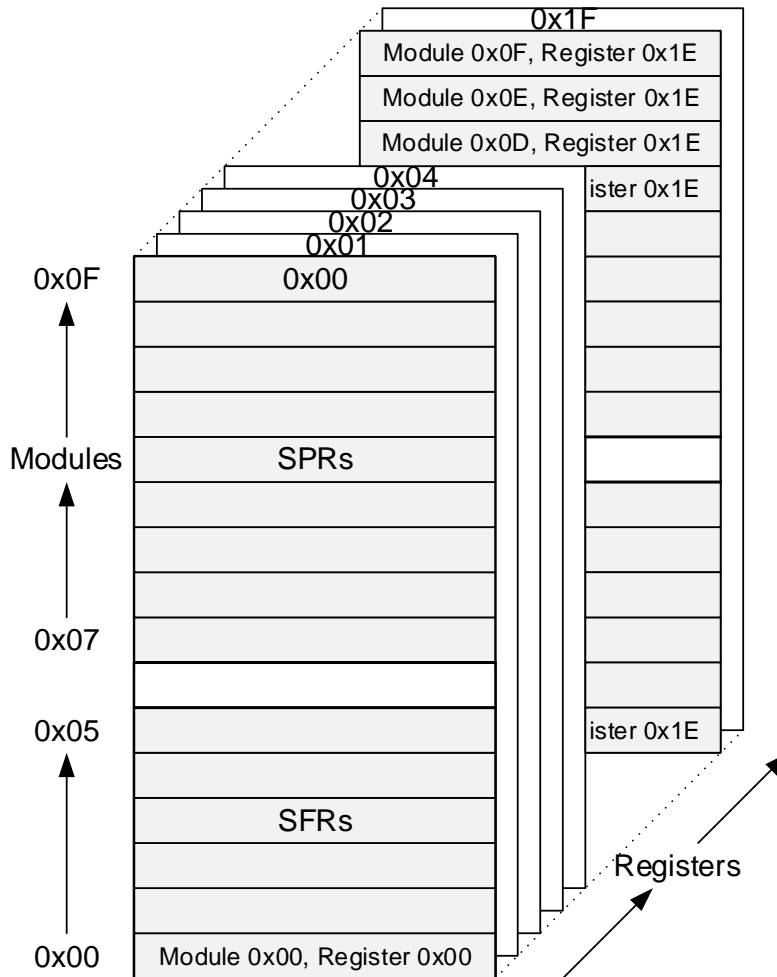 0x1F
Module 0x0F, Register 0x1E
Module 0x0E, Register 0x1E
Module 0x0D, Register 0x1E
0x04
ister 0x1E
0x03
0x02
0x01
0x0F
0x00
Modules
SPRs
0x07
0x05
ister 0x1E
SFRs
Registers
0x00
Module 0x00, Register 0x00